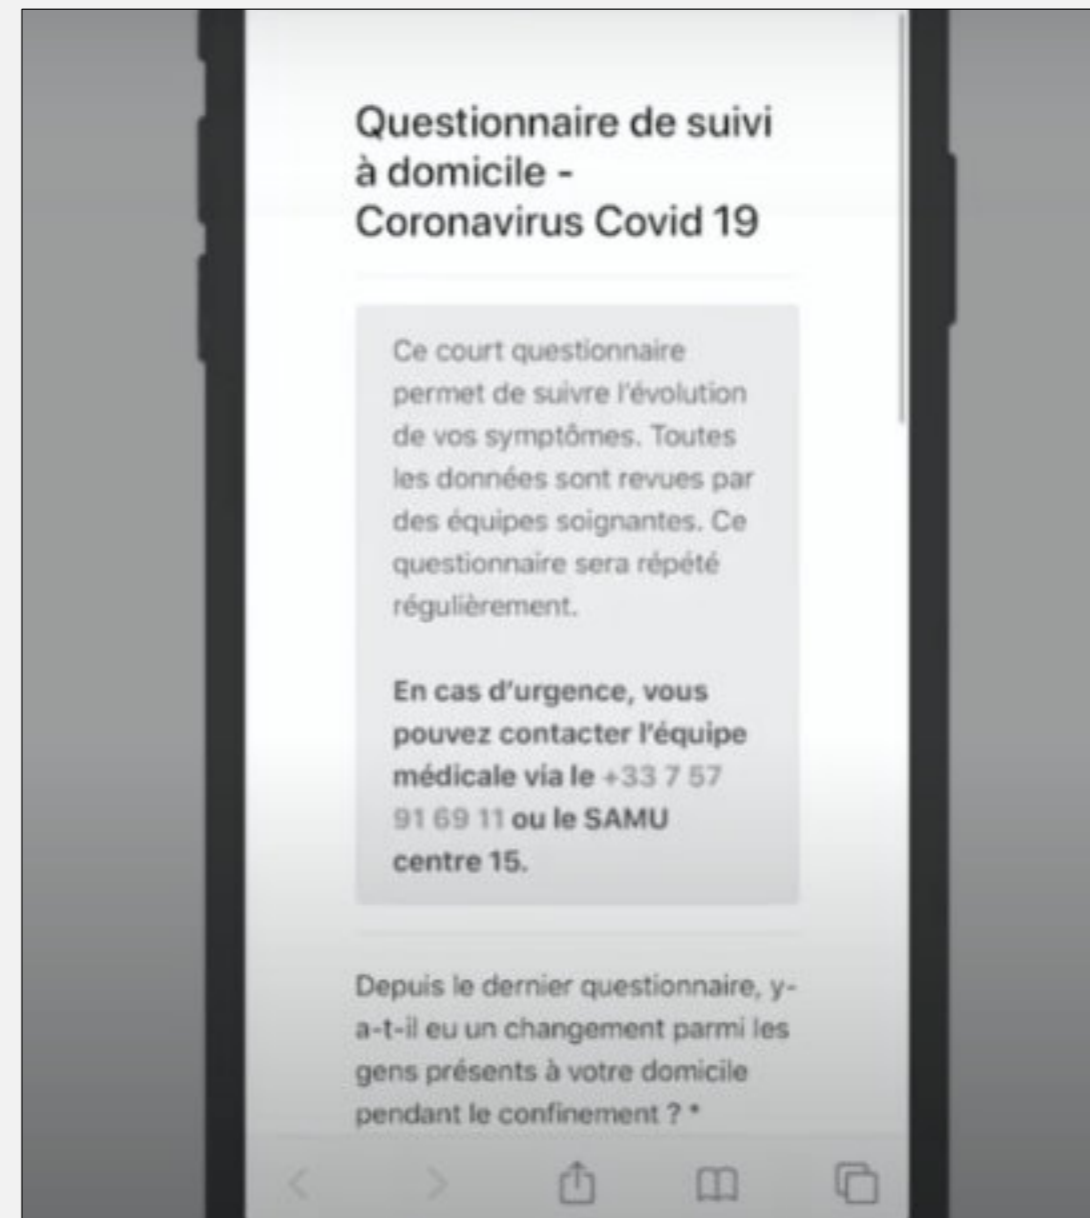 Questionnaire de suivi
à domicile -
Coronavirus Covid 19
Ce court questionnaire
permet de suivre l'évolution
de vos symptômes. Toutes
les données sont revues par
des équipes soignantes. Ce
questionnaire sera répété
régulièrement.
En cas d'urgence, vous
pouvez contacter l'équipe
médicale via le +33 7 57
91 69 11 ou le SAMU
centre 15.
Depuis le dernier questionnaire, y-
a-t-il eu un changement parmi les
gens présents à votre domicile
pendant le confinement ? *